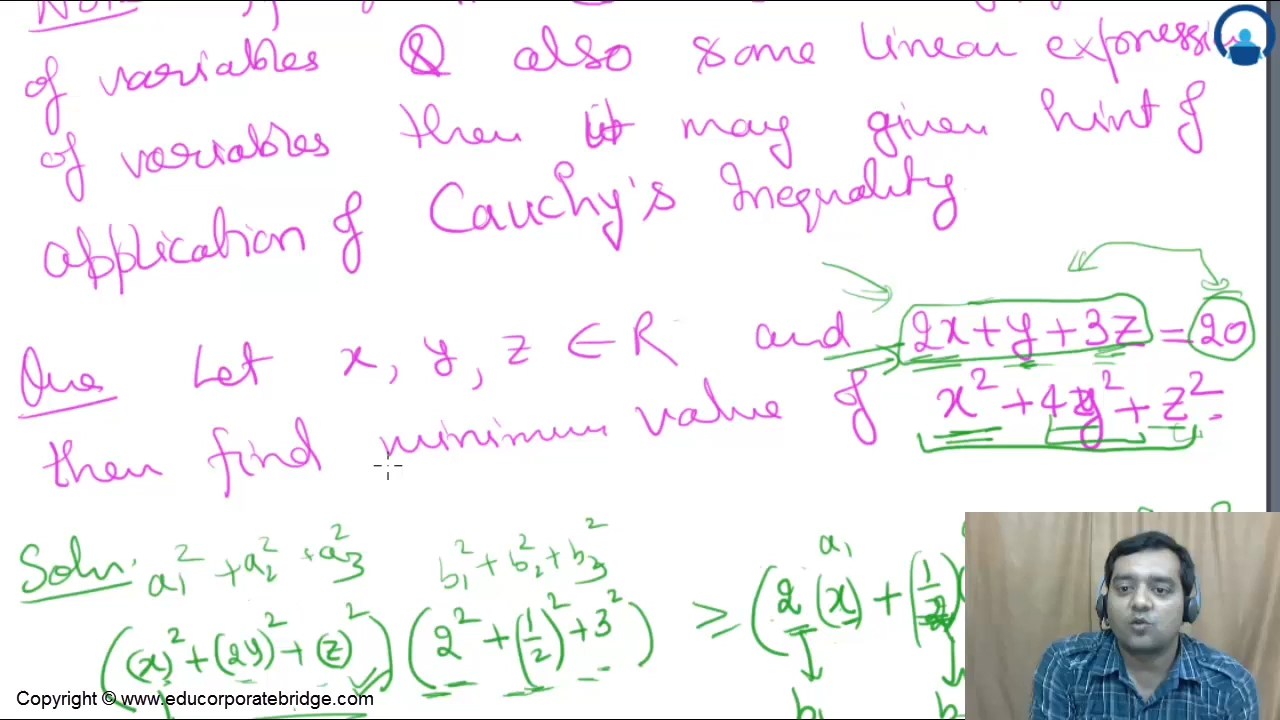 of variables & also some linear expression
of variables then it may given hint of
application of Cauchy's Inequality
Que Let x, y, z ∈ R and 2x + y + 3z = 20
then find minimum value of x² + 4y² + z²
Soln: a₁² + a₂² + a₃² b₁² + b₂² + b₃² a₁
((x)² + (2y)² + (z)²) (2² + (1/2)² + 3²) ≥ (2(x) + (1/2)
b₁ b
Copyright © www.educorporatebridge.com